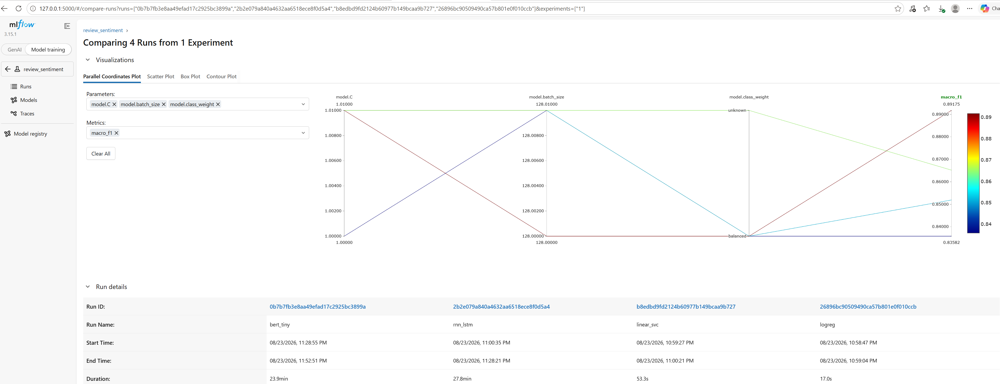 127.0.0.1:5000/#/compare-runs?runs=["0b7b7fb3e8aa49efad17c2925bc3899a","2b2e079a840a4632aa6518ece8f0d5a4","b8edbd9fd2124b60977b149bcaa9b727","26896bc90509490ca57b801e0f010ccb"]&experiments=["1"]
Cha
mlflow
3.15.1
GenAI Model training
review_sentiment
Runs
Models
Traces
Model registry
review_sentiment
Comparing 4 Runs from 1 Experiment
Visualizations
Parallel Coordinates Plot Scatter Plot Box Plot Contour Plot
Parameters:
model.C model.batch_size model.class_weight
Metrics:
macro_f1
Clear All
model.C model.batch_size model.class_weight macro_f1
1.01000 128.01000 0.89175
1.01000 unknown
0.89000 0.89
1.00800 128.00800 0.88000 0.88
1.00600 128.00600 0.87000 0.87
0.86000 0.86
1.00400 128.00400
0.85000 0.85
1.00200 128.00200
0.84000 0.84
1.00000 128.00000 balanced
1.00000 128.00000 0.83582
Run details
Run ID: 0b7b7fb3e8aa49efad17c2925bc3899a 2b2e079a840a4632aa6518ece8f0d5a4 b8edbd9fd2124b60977b149bcaa9b727 26896bc90509490ca57b801e0f010ccb
Run Name: bert_tiny rnn_lstm linear_svc logreg
Start Time: 08/23/2026, 11:28:55 PM 08/23/2026, 11:00:35 PM 08/23/2026, 10:59:27 PM 08/23/2026, 10:58:47 PM
End Time: 08/23/2026, 11:52:51 PM 08/23/2026, 11:28:21 PM 08/23/2026, 11:00:21 PM 08/23/2026, 10:59:04 PM
Duration: 23.9min 27.8min 53.3s 17.0s